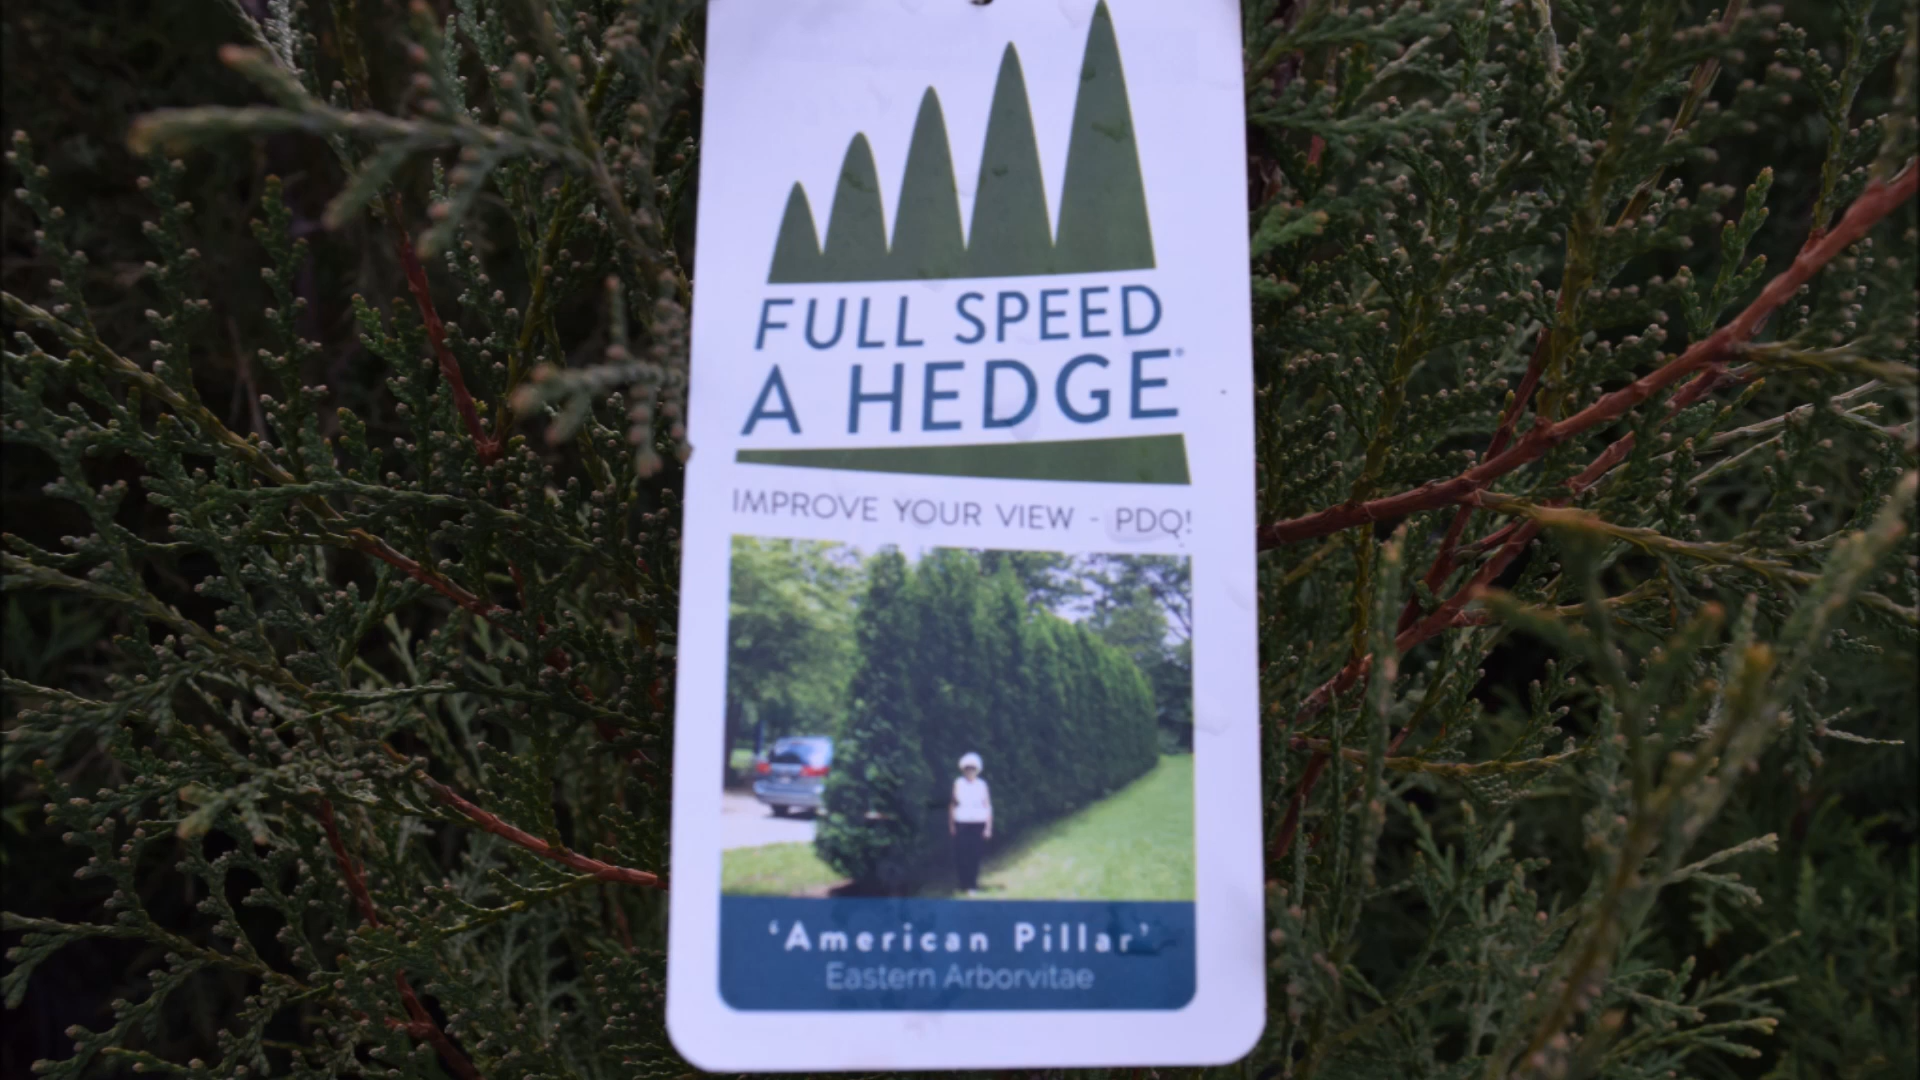 FULL SPEED
A HEDGE®
IMPROVE YOUR VIEW - PDQ!
‘American Pillar’
Eastern Arborvitae